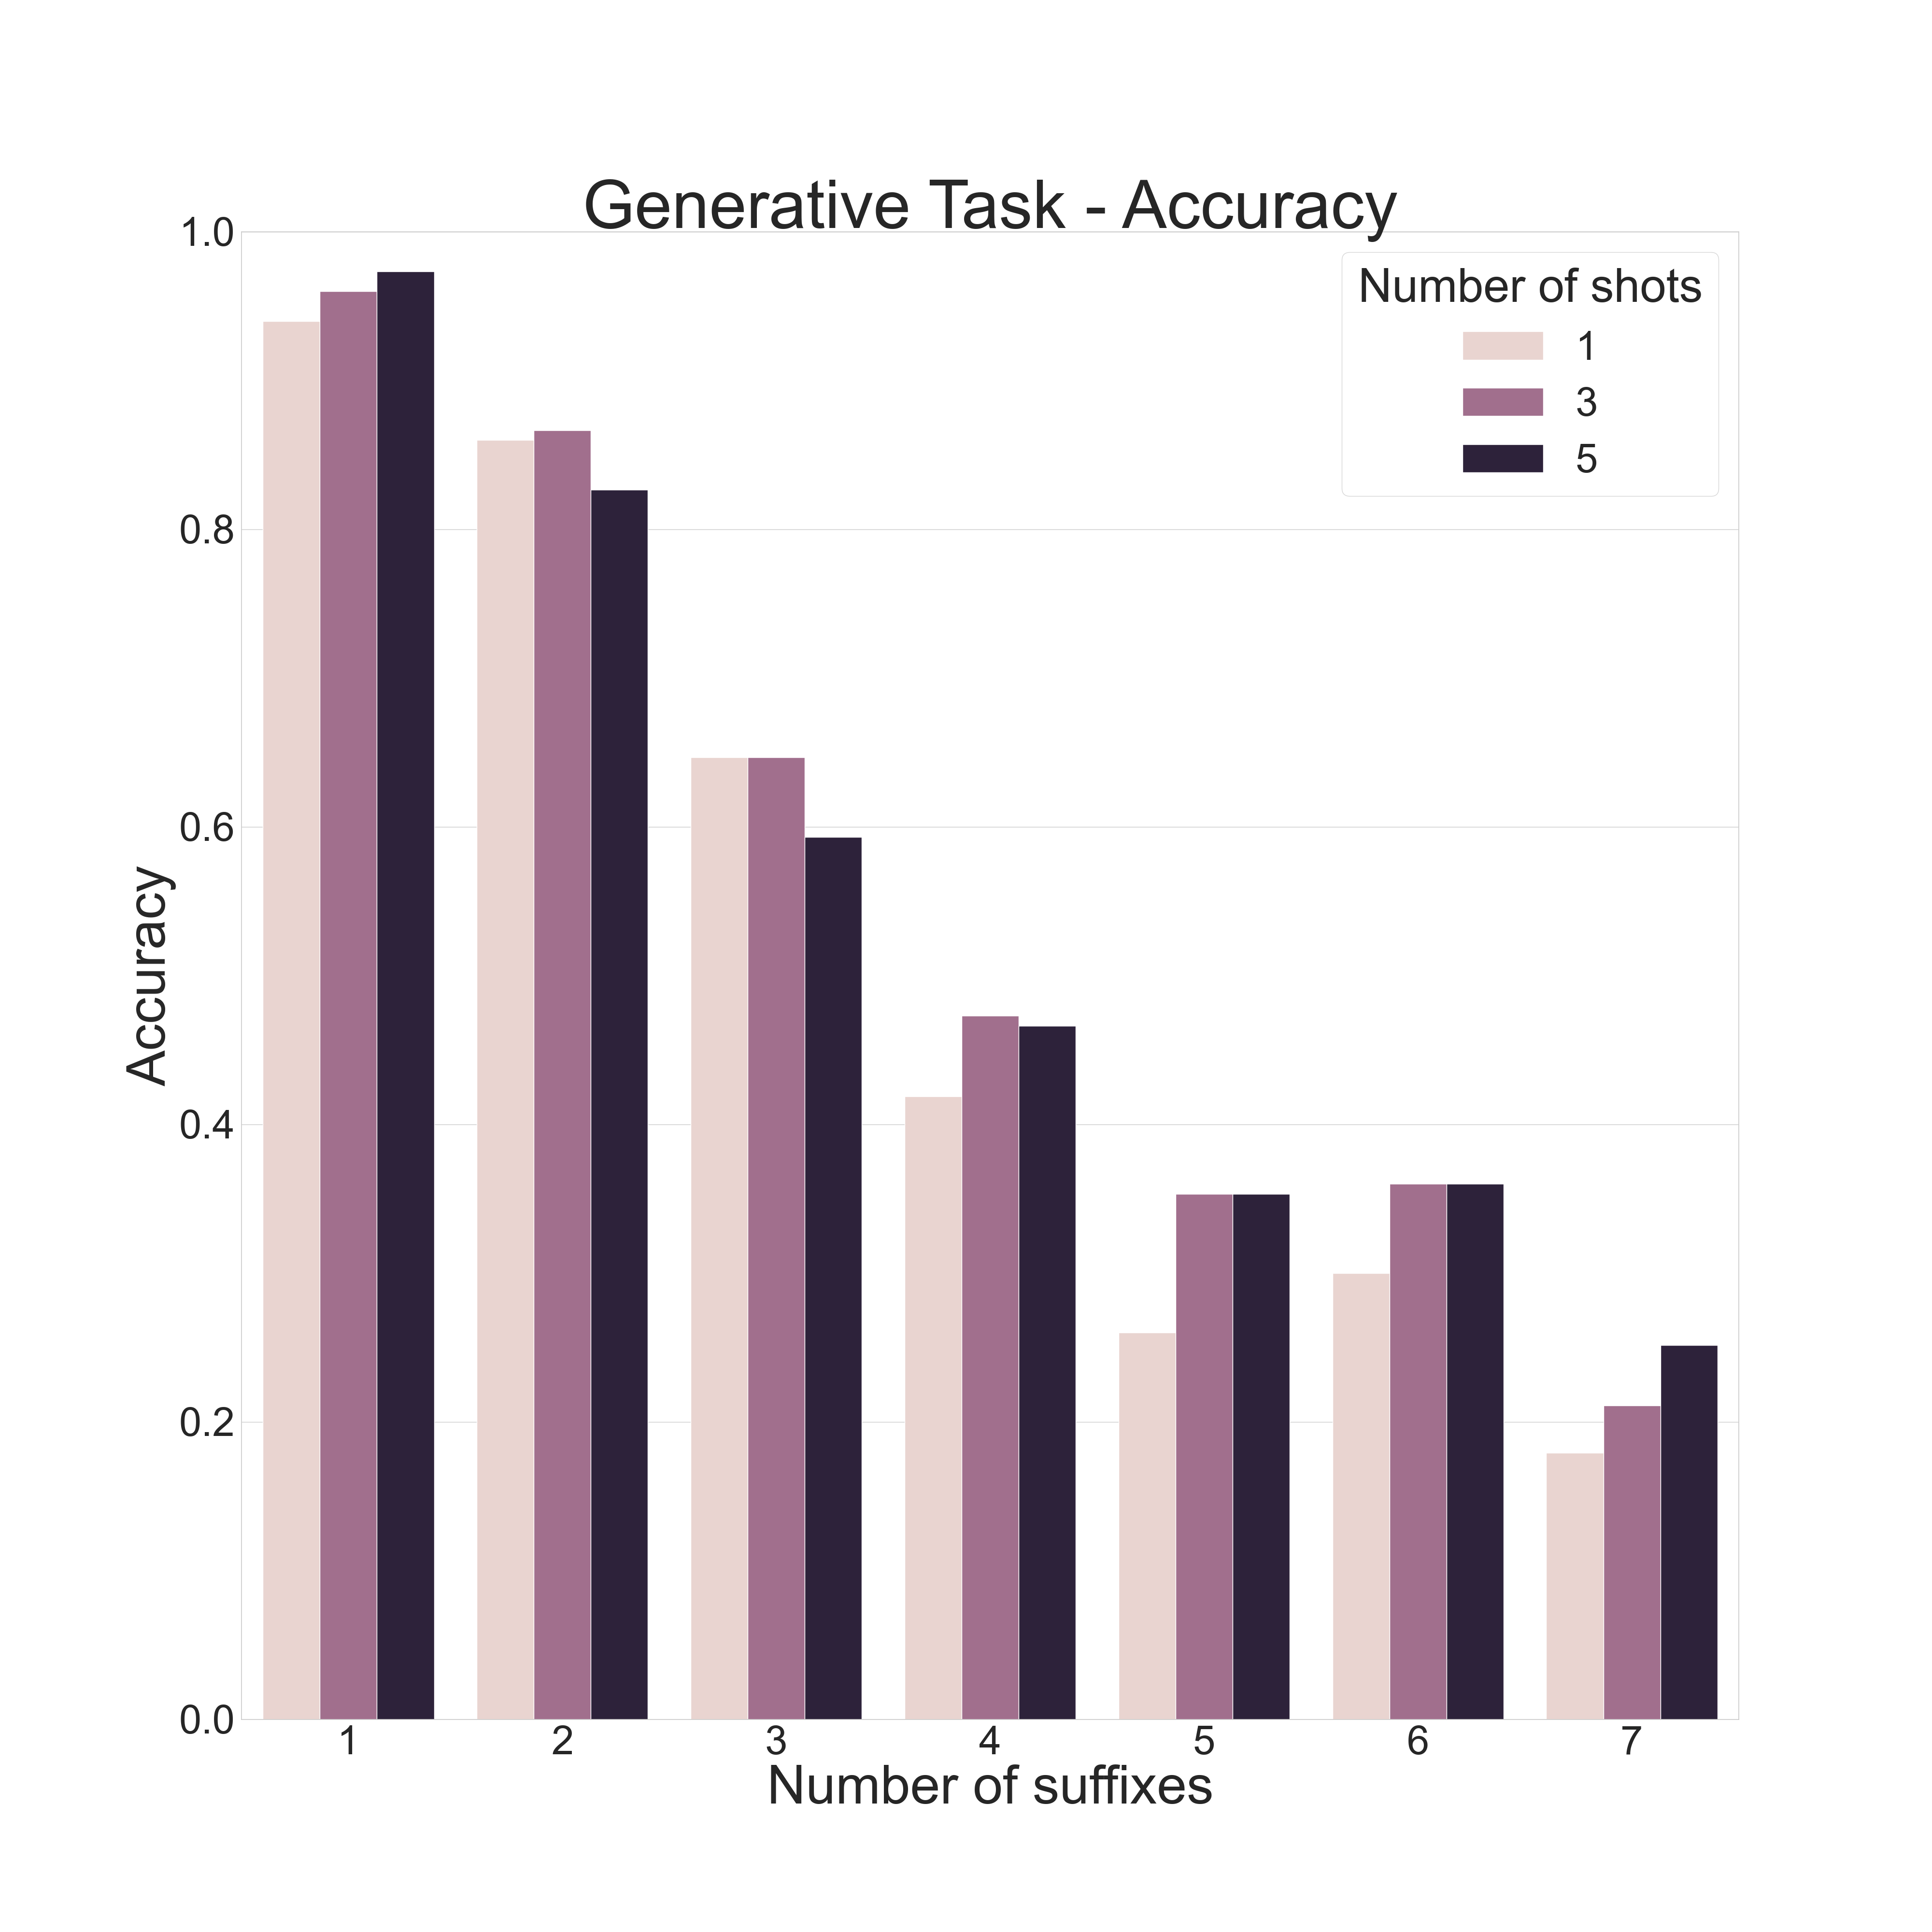 Generative Task - Accuracy
1.0
0.8
0.6
0.4
0.2
0.0
Accuracy
Number of shots
1
3
5
1 2 3 4 5 6 7
Number of suffixes